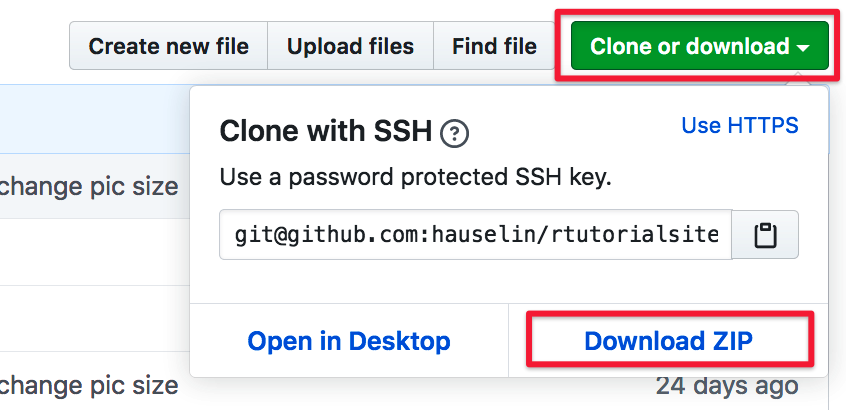 Create new file Upload files Find file Clone or download
Clone with SSH ? Use HTTPS
change pic size
Use a password protected SSH key.
git@github.com:hauselin/rtutorialsite
Open in Desktop Download ZIP
change pic size 24 days ago